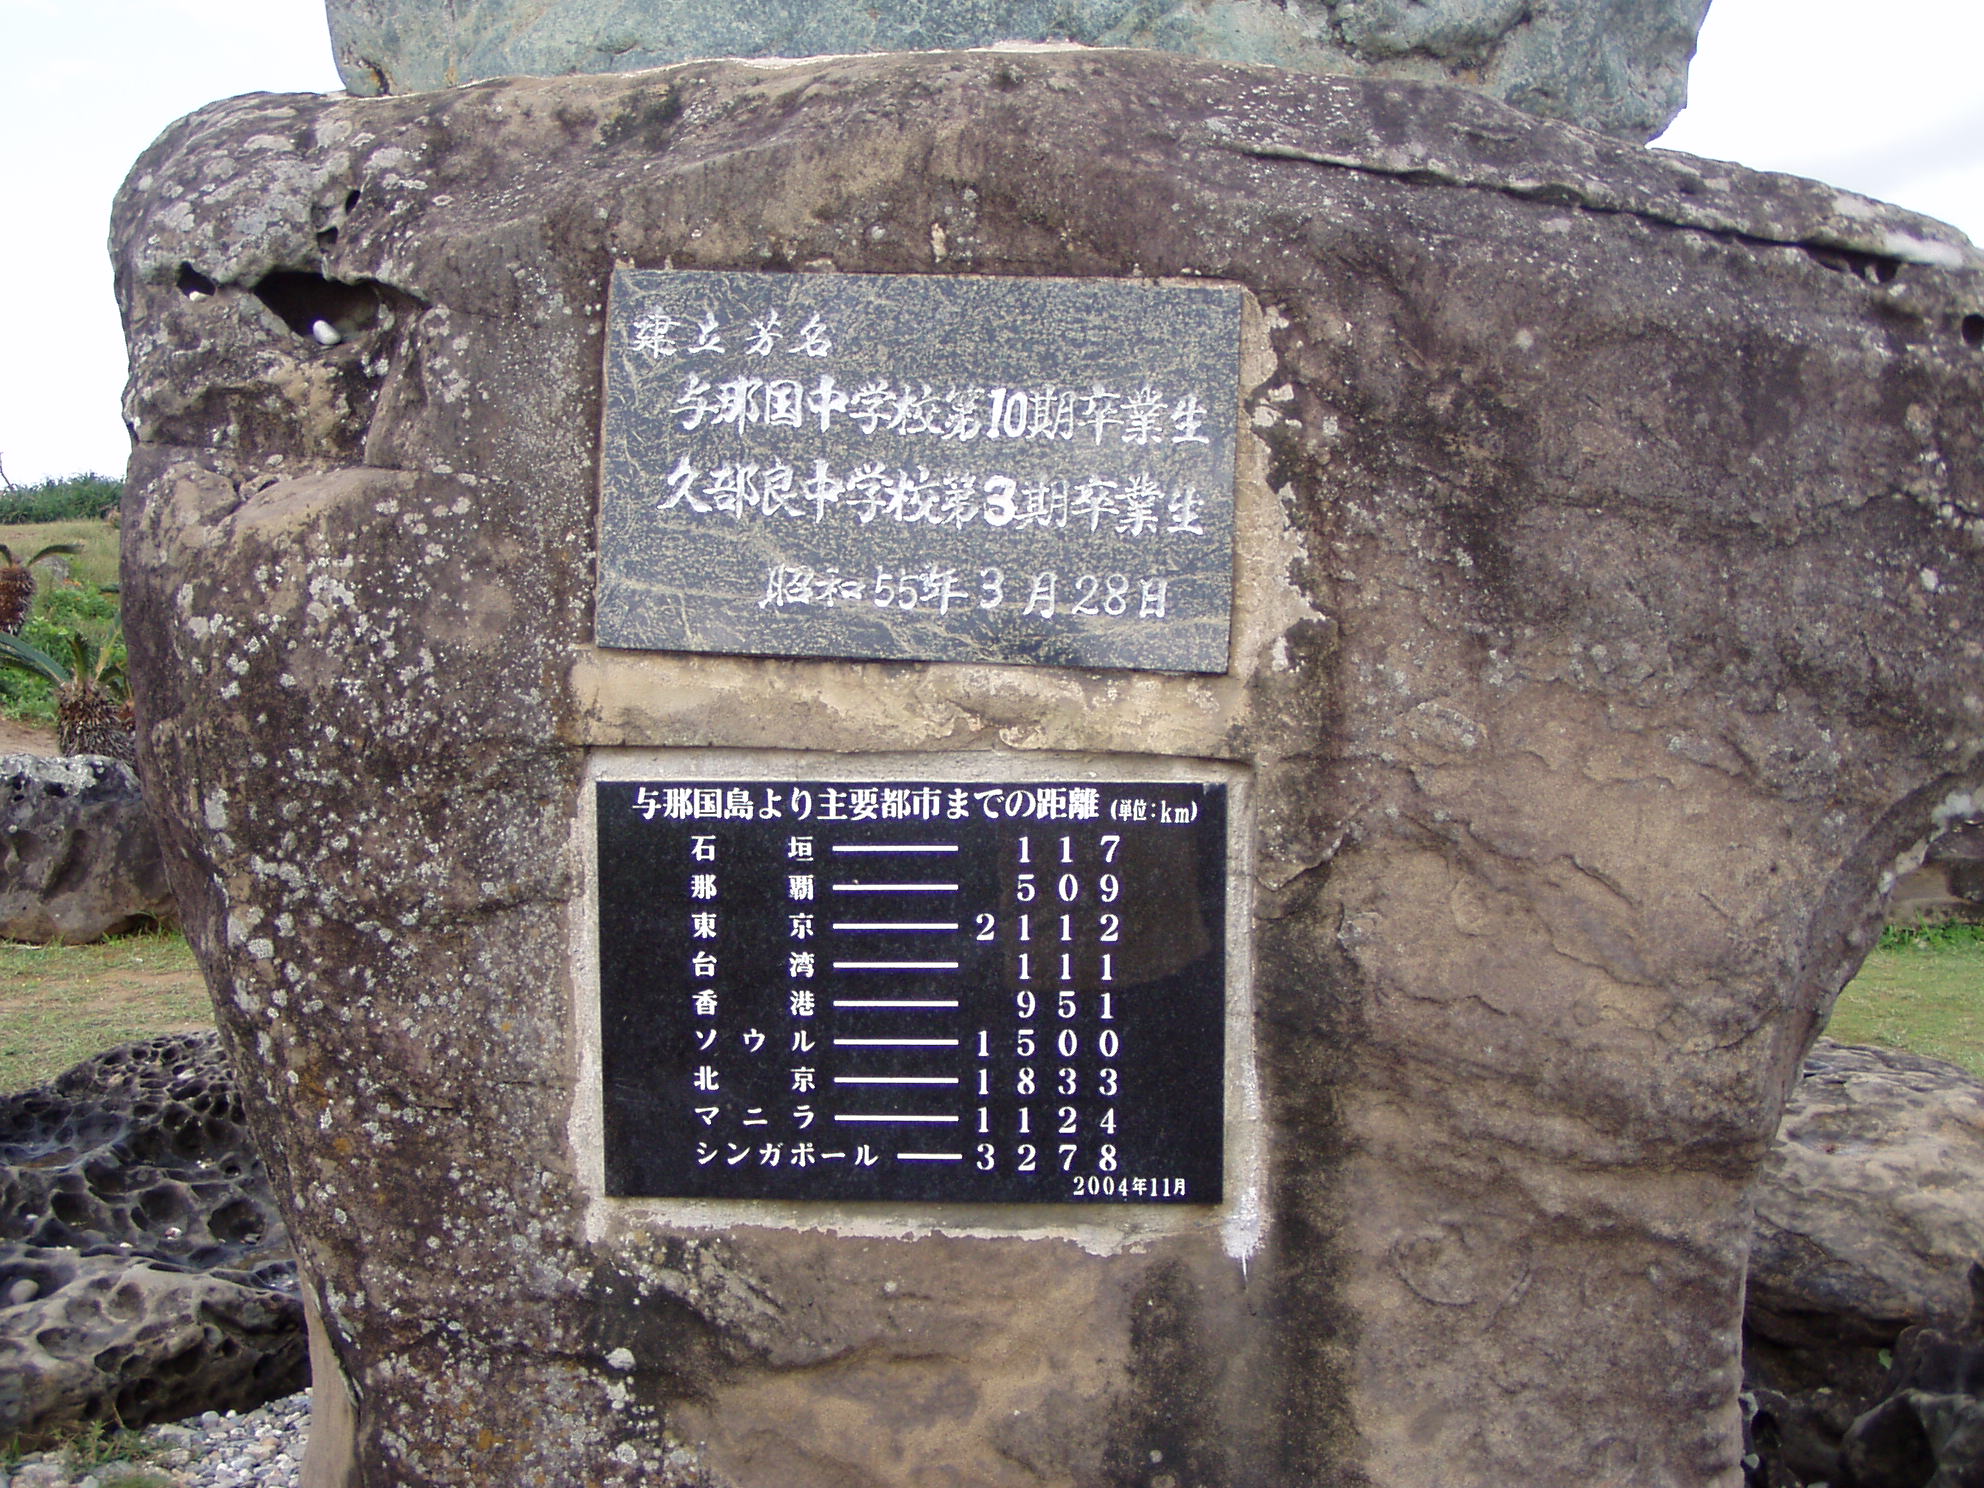 建立芳名
与那国中学校第10期卒業生
久部良中学校第3期卒業生
昭和55年3月28日
与那国島より主要都市までの距離(単位:km)
石垣――― 117
那覇――― 509
東京――― 2112
台湾――― 111
香港――― 951
ソウル――― 1500
北京――― 1833
マニラ――― 1124
シンガポール ― 3278
2004年11月